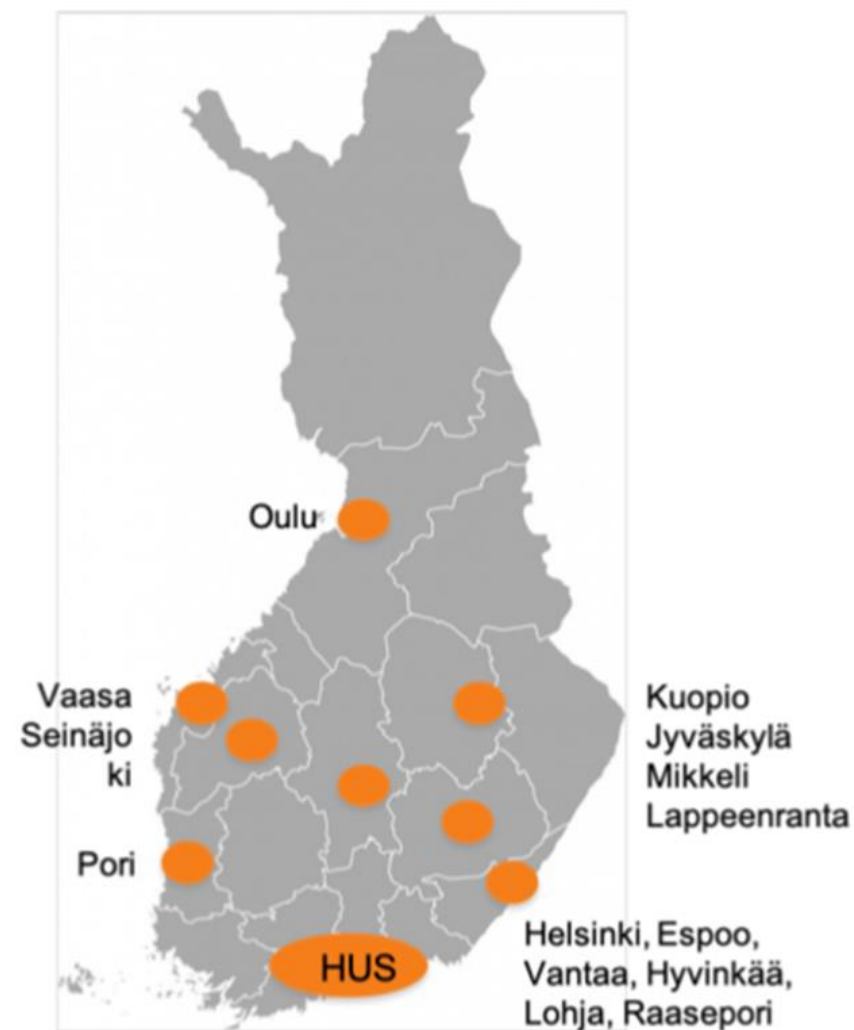 Oulu
Vaasa
Seinäjo
ki
Kuopio
Jyväskylä
Mikkeli
Lappeenranta
Pori
Helsinki, Espoo,
Vantaa, Hyvinkää,
Lohja, Raasepori
HUS